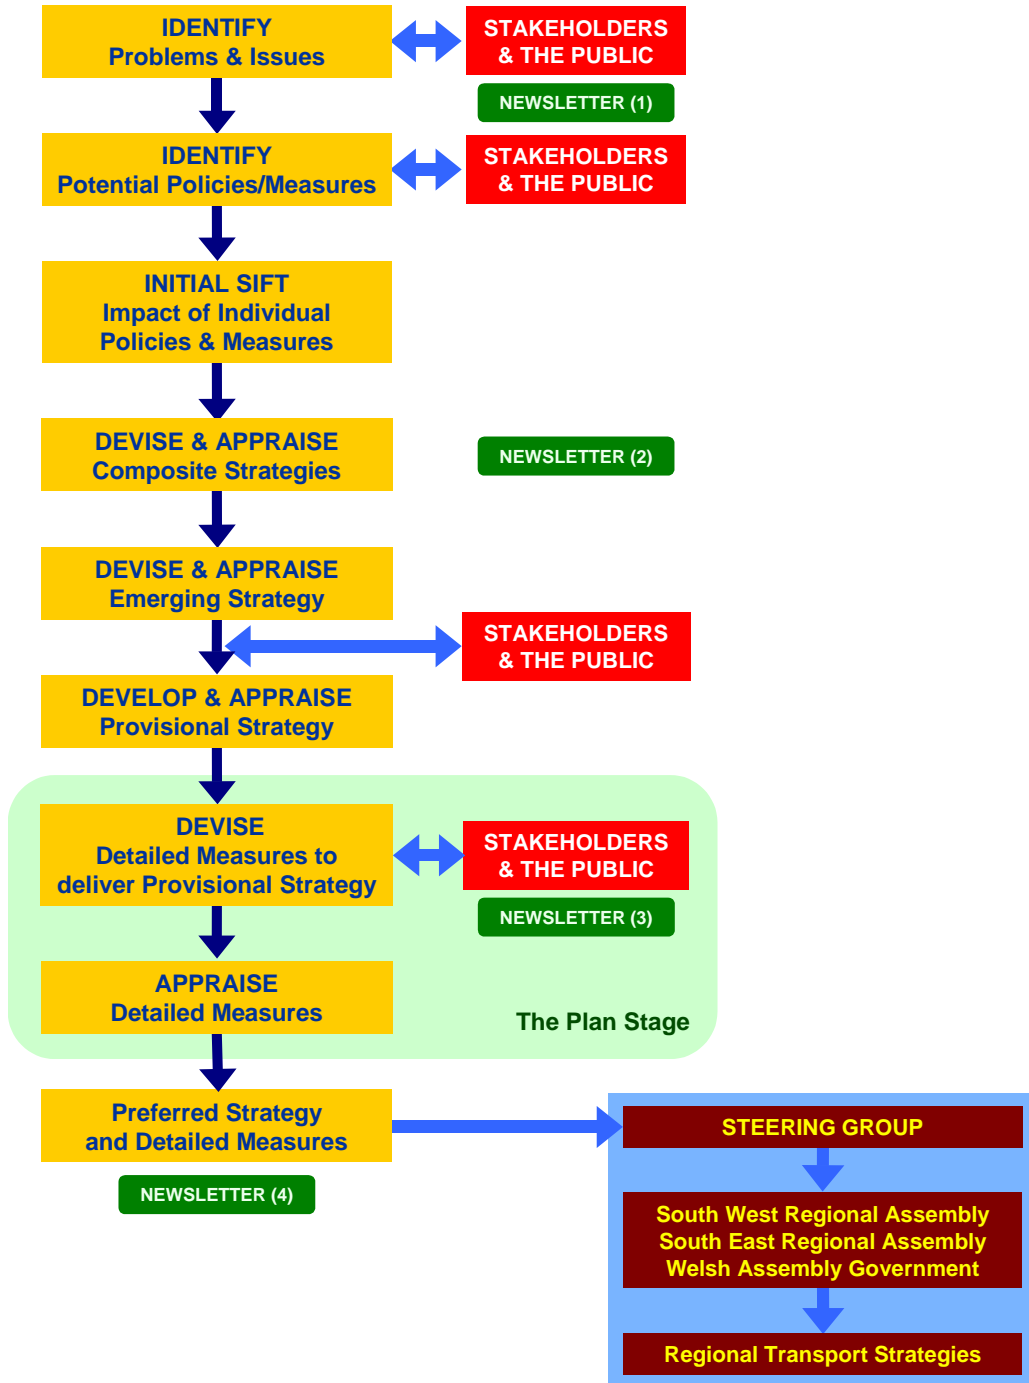 IDENTIFY
Problems & Issues
STAKEHOLDERS
& THE PUBLIC
NEWSLETTER (1)
IDENTIFY
Potential Policies/Measures
STAKEHOLDERS
& THE PUBLIC
INITIAL SIFT
Impact of Individual
Policies & Measures
DEVISE & APPRAISE
Composite Strategies
NEWSLETTER (2)
DEVISE & APPRAISE
Emerging Strategy
STAKEHOLDERS
& THE PUBLIC
DEVELOP & APPRAISE
Provisional Strategy
DEVISE
Detailed Measures to
deliver Provisional Strategy
STAKEHOLDERS
& THE PUBLIC
NEWSLETTER (3)
APPRAISE
Detailed Measures
The Plan Stage
Preferred Strategy
and Detailed Measures
NEWSLETTER (4)
STEERING GROUP
South West Regional Assembly
South East Regional Assembly
Welsh Assembly Government
Regional Transport Strategies